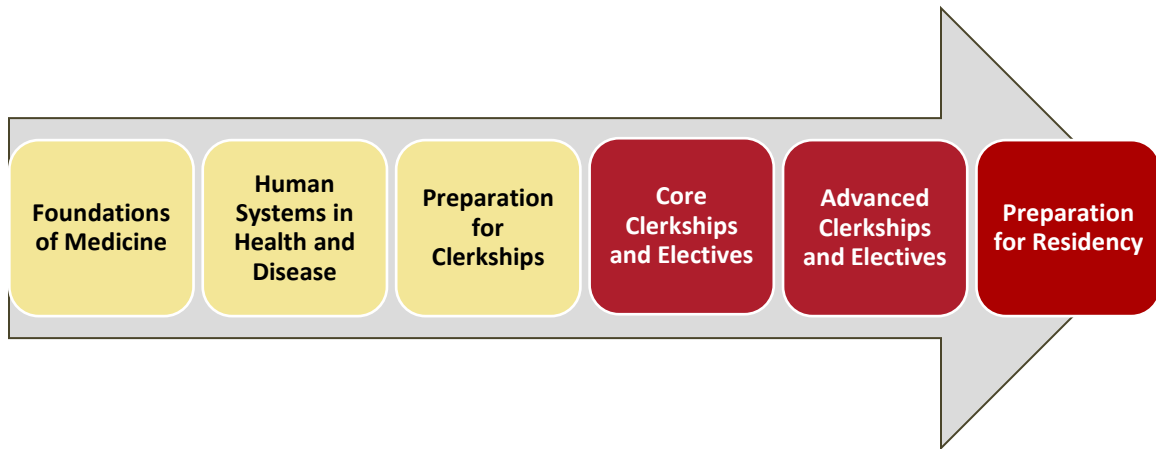 Foundations
of Medicine
Human
Systems in
Health and
Disease
Preparation
for
Clerkships
Core
Clerkships
and Electives
Advanced
Clerkships
and Electives
Preparation
for Residency